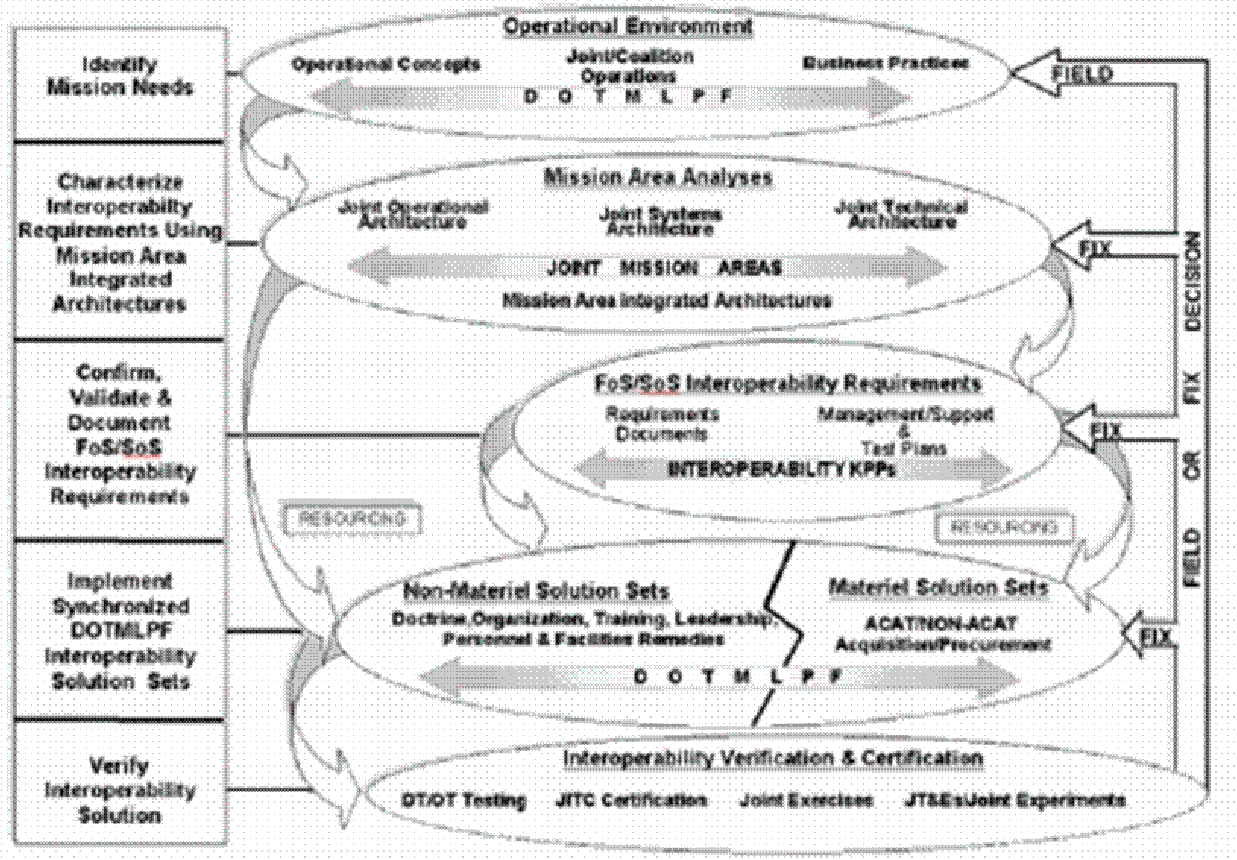 Identify
Mission Needs
Characterize
Interoperabilty
Requirements Using
Mission Area
Integrated
Architectures
Confirm,
Validate &
Document
FoS/SoS
Interoperability
Requirements
Implement
Synchronized
DOTMLPF
Interoperability
Solution Sets
Verify
Interoperability
Solution
Operational Environment
Operational Concepts
Joint/Coalition
Operations
Business Practices
D O T M L P F
Mission Area Analyses
Joint Operational
Architecture
Joint Systems
Architecture
Joint Technical
Architecture
JOINT MISSION AREAS
Mission Area Integrated Architectures
FoS/SoS Interoperability Requirements
Requirements
Documents
Management/Support
&
Test Plans
INTEROPERABILITY KPPs
RESOURCING
RESOURCING
Non-Materiel Solution Sets
Doctrine,Organization, Training, Leadership,
Personnel & Facilities Remedies
Materiel Solution Sets
ACAT/NON-ACAT
Acquisition/Procurement
D O T M L P F
Interoperability Verification & Certification
DT/OT Testing
JITC Certification
Joint Exercises
JT&Es/Joint Experiments
FIELD
FIX
FIX
FIX
FIELD OR FIX DECISION